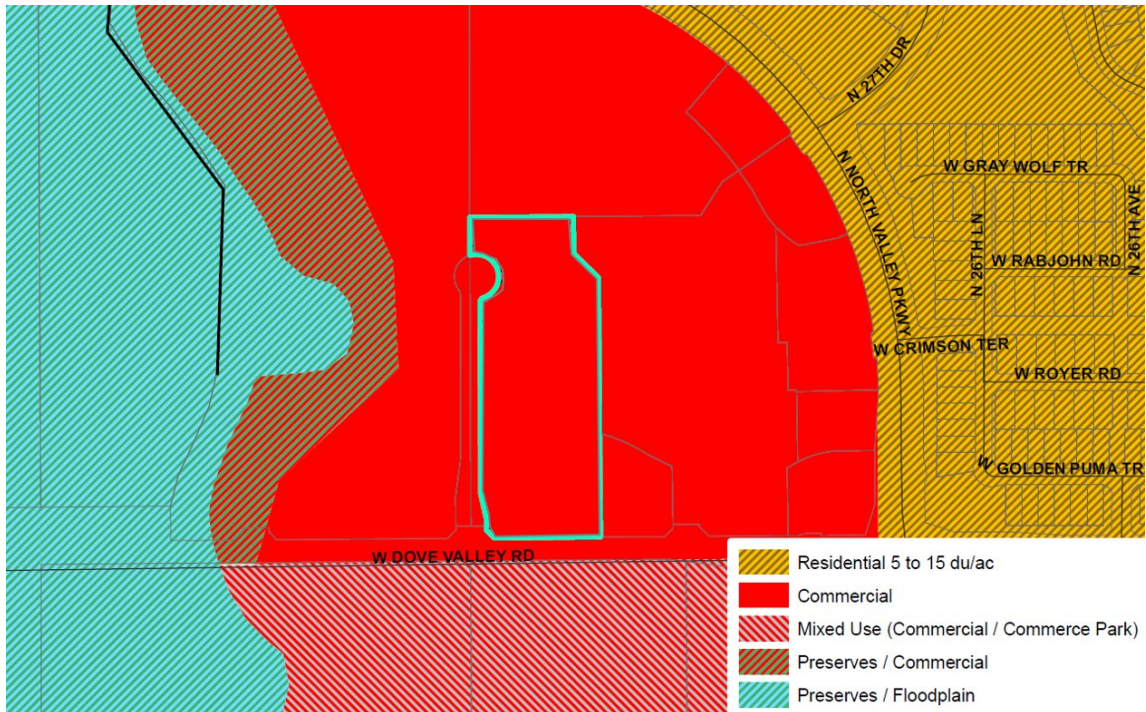 N 27TH DR
W GRAY WOLF TR
N 26TH AVE
N NORTH VALLEY PKWY
N 26TH LN
W RABJOHN RD
W CRIMSON TER
W ROYER RD
W GOLDEN PUMA TR
W DOVE VALLEY RD
Residential 5 to 15 du/ac
Commercial
Mixed Use (Commercial / Commerce Park)
Preserves / Commercial
Preserves / Floodplain